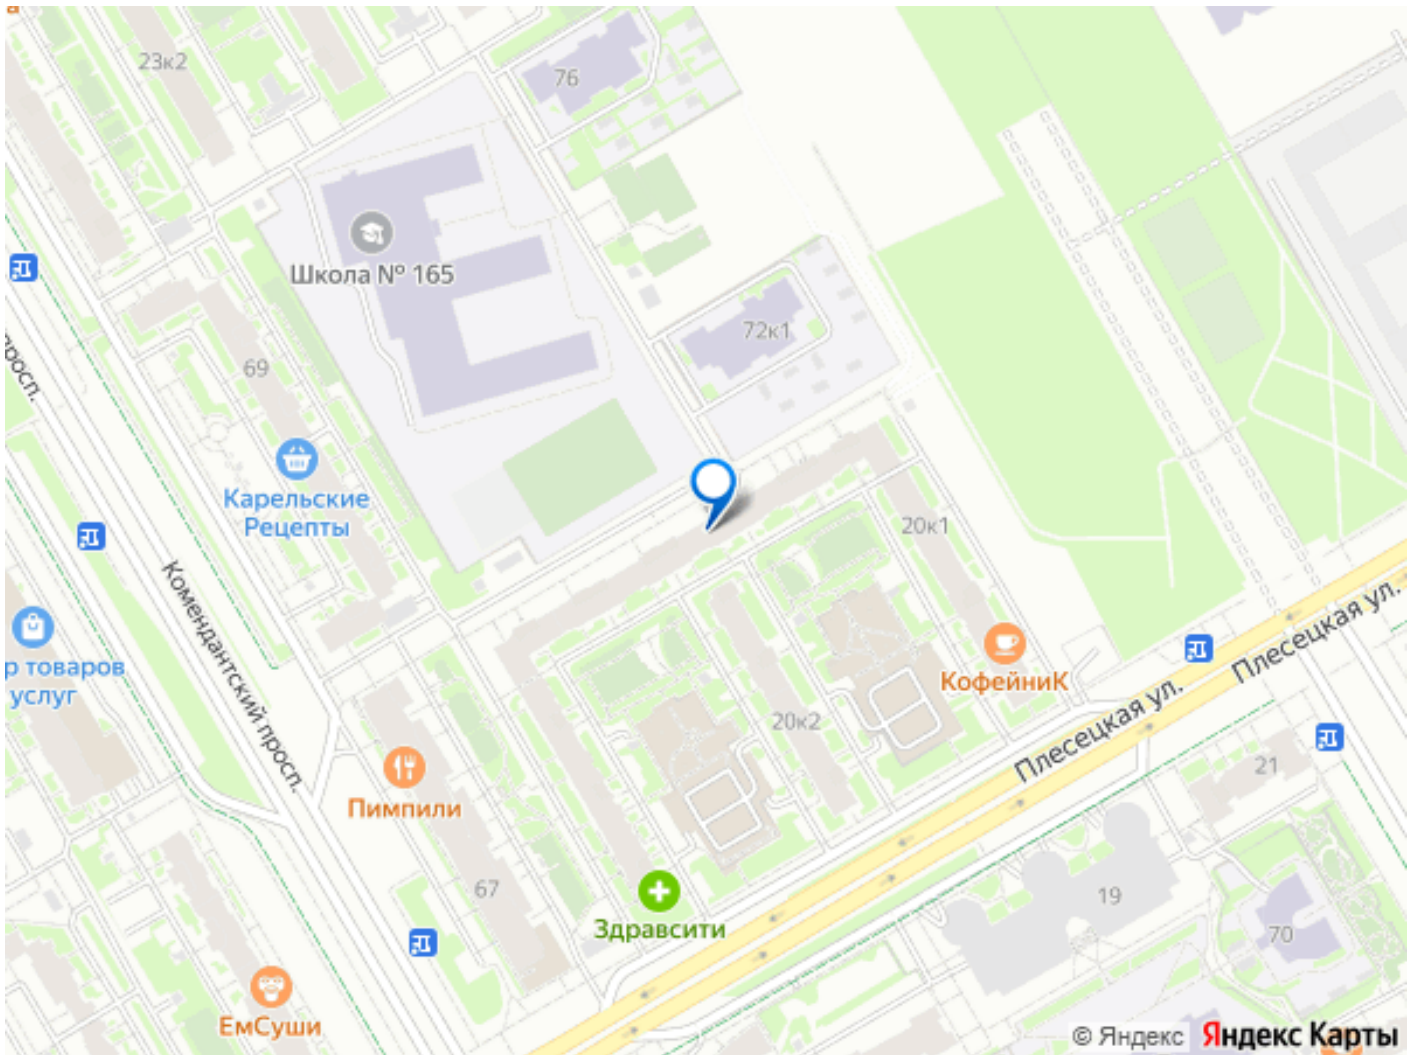 23к2
76
Школа № 165
72к1
просп.
69
Карельские
Рецепты
20к1
Комендантский просп.
р товаров
услуг
КофейниК
Плесецкая ул.
Плесецкая ул.
20к2
21
Пимпили
67
19
Здравсити
70
ЕмСуши
© Яндекс Яндекс Карты